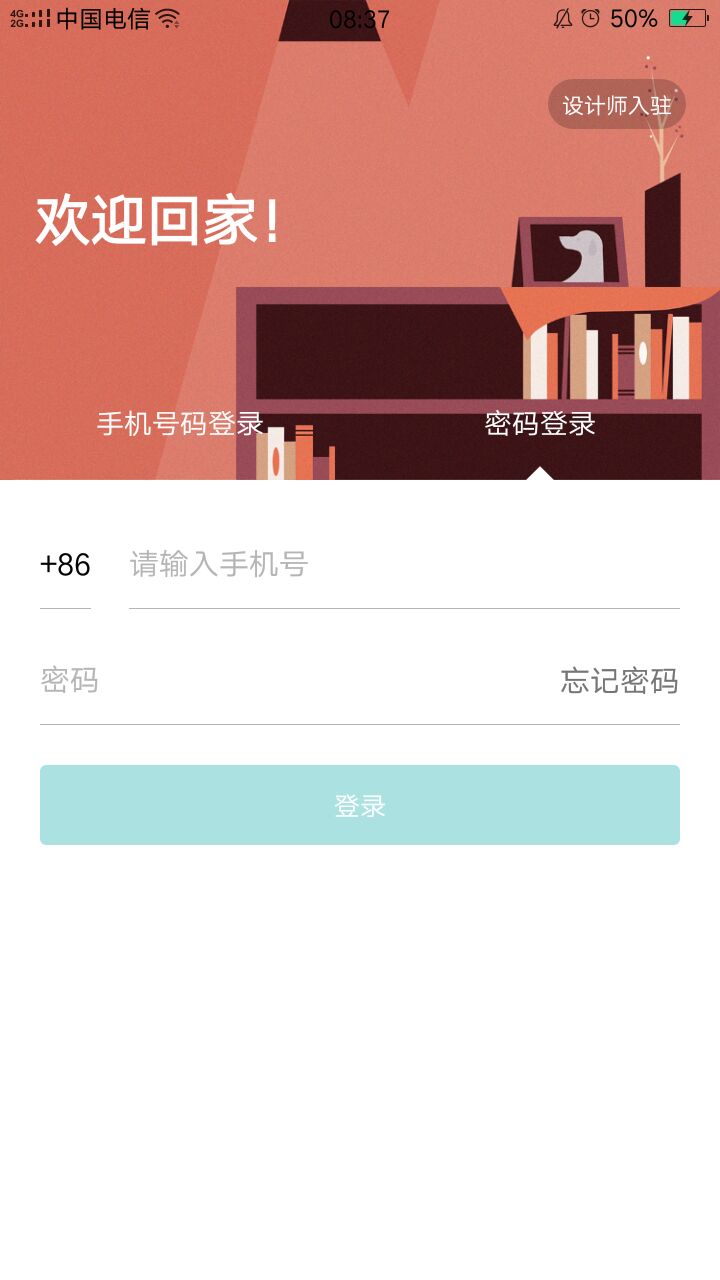 4G 2G 中国电信 08:37 50%
设计师入驻
欢迎回家!
手机号码登录 密码登录
+86 请输入手机号
密码 忘记密码
登录